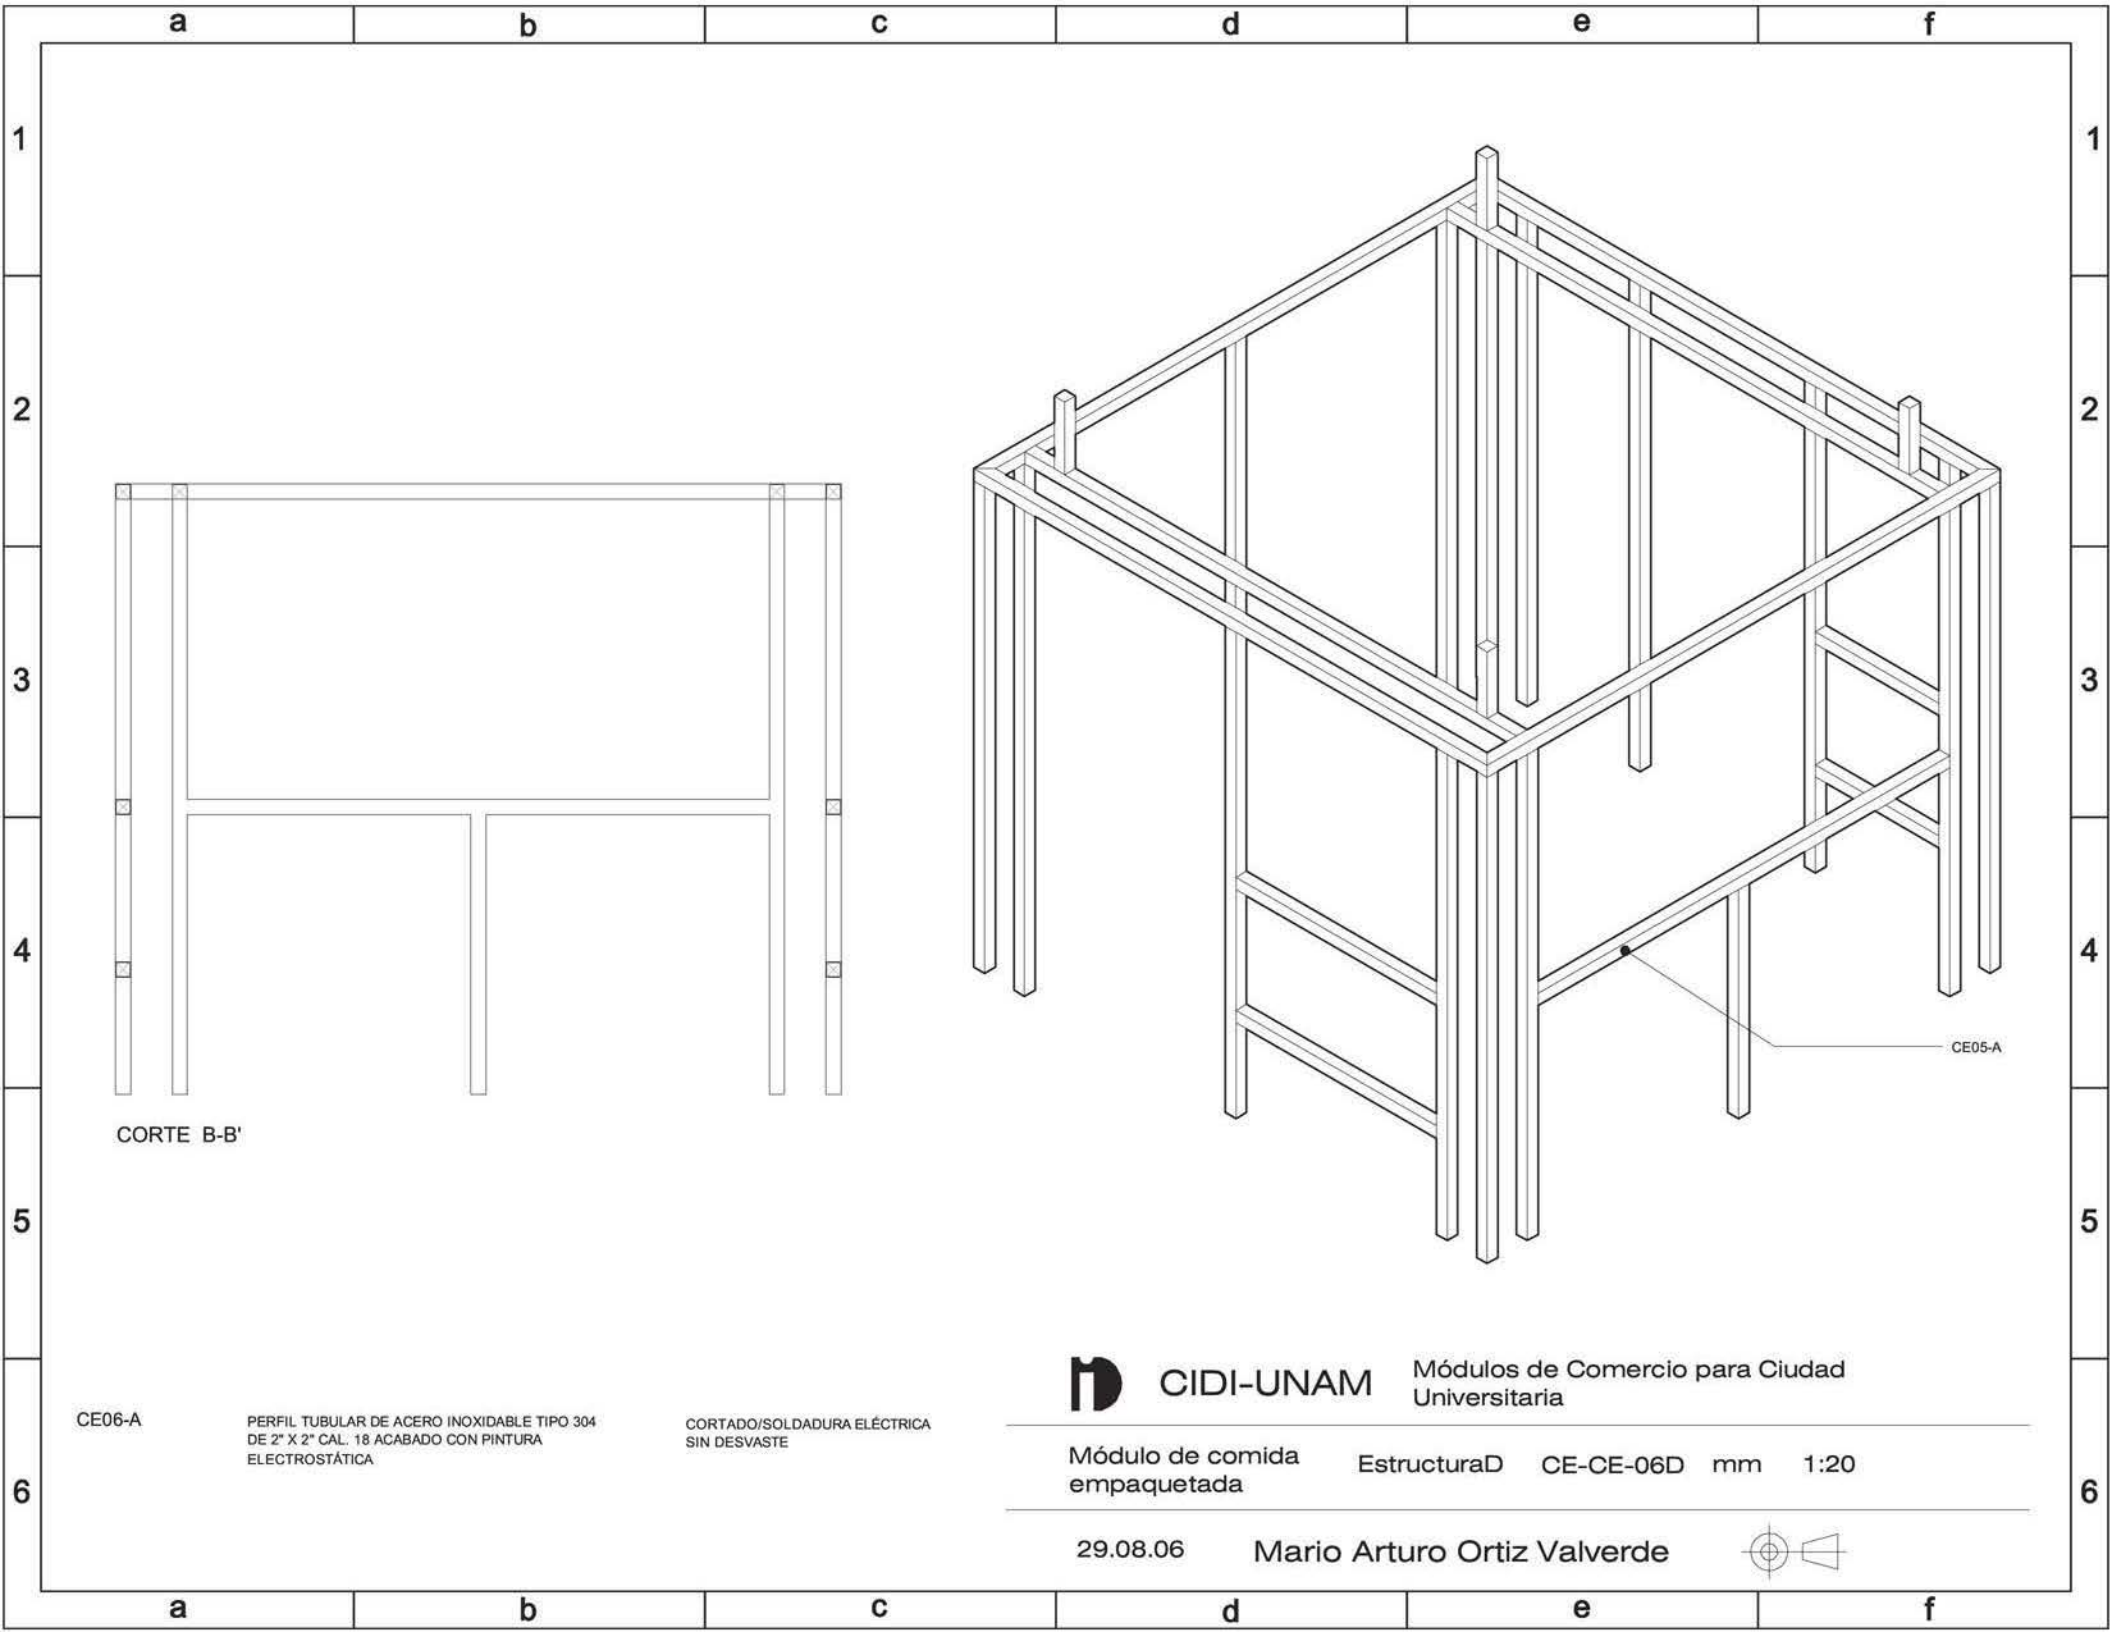 a b c d e f
1 1
2 2
3 3
4 4
5 5
6 6
CORTE B-B'
CE05-A
CE06-A
PERFIL TUBULAR DE ACERO INOXIDABLE TIPO 304
DE 2" X 2" CAL. 18 ACABADO CON PINTURA
ELECTROSTÁTICA
CORTADO/SOLDADURA ELÉCTRICA
SIN DESVASTE
CIDI-UNAM
Módulos de Comercio para Ciudad
Universitaria
Módulo de comida
empaquetada
EstructuraD CE-CE-06D mm 1:20
29.08.06 Mario Arturo Ortiz Valverde
a b c d e f